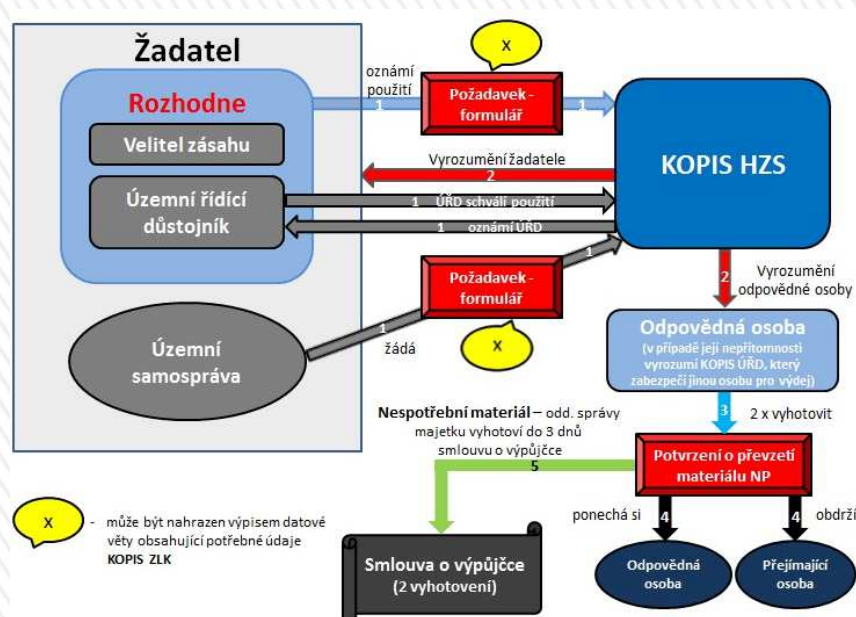 Žadatel
Rozhodne
Velitel zásahu
Územní řídící
důstojník
Územní
samospráva
oznámí
použití
1
Požadavek-
formulář
1
X
KOPIS HZS
Vyrozumění žadatele
2
1 ÚŘD schválí použití
1 oznámí ÚŘD
Požadavek-
formulář
1
1
žádá
X
2
Vyrozumění
odpovědné osoby
Odpovědná osoba
(v případě její nepřítomnosti
vyrozumí KOPIS ÚŘD, který
zabezpečí jinou osobu pro výdej)
3
2 x vyhotovit
Nespotřební materiál – odd. správy
majetku vyhotoví do 3 dnů
smlouvu o výpůjčce
5
Potvrzení o převzetí
materiálu NP
ponechá si
4
4
obdrží
Odpovědná
osoba
Přejímající
osoba
Smlouva o výpůjčce
(2 vyhotovení)
X
- může být nahrazen výpisem datové
věty obsahující potřebné údaje
KOPIS ZLK